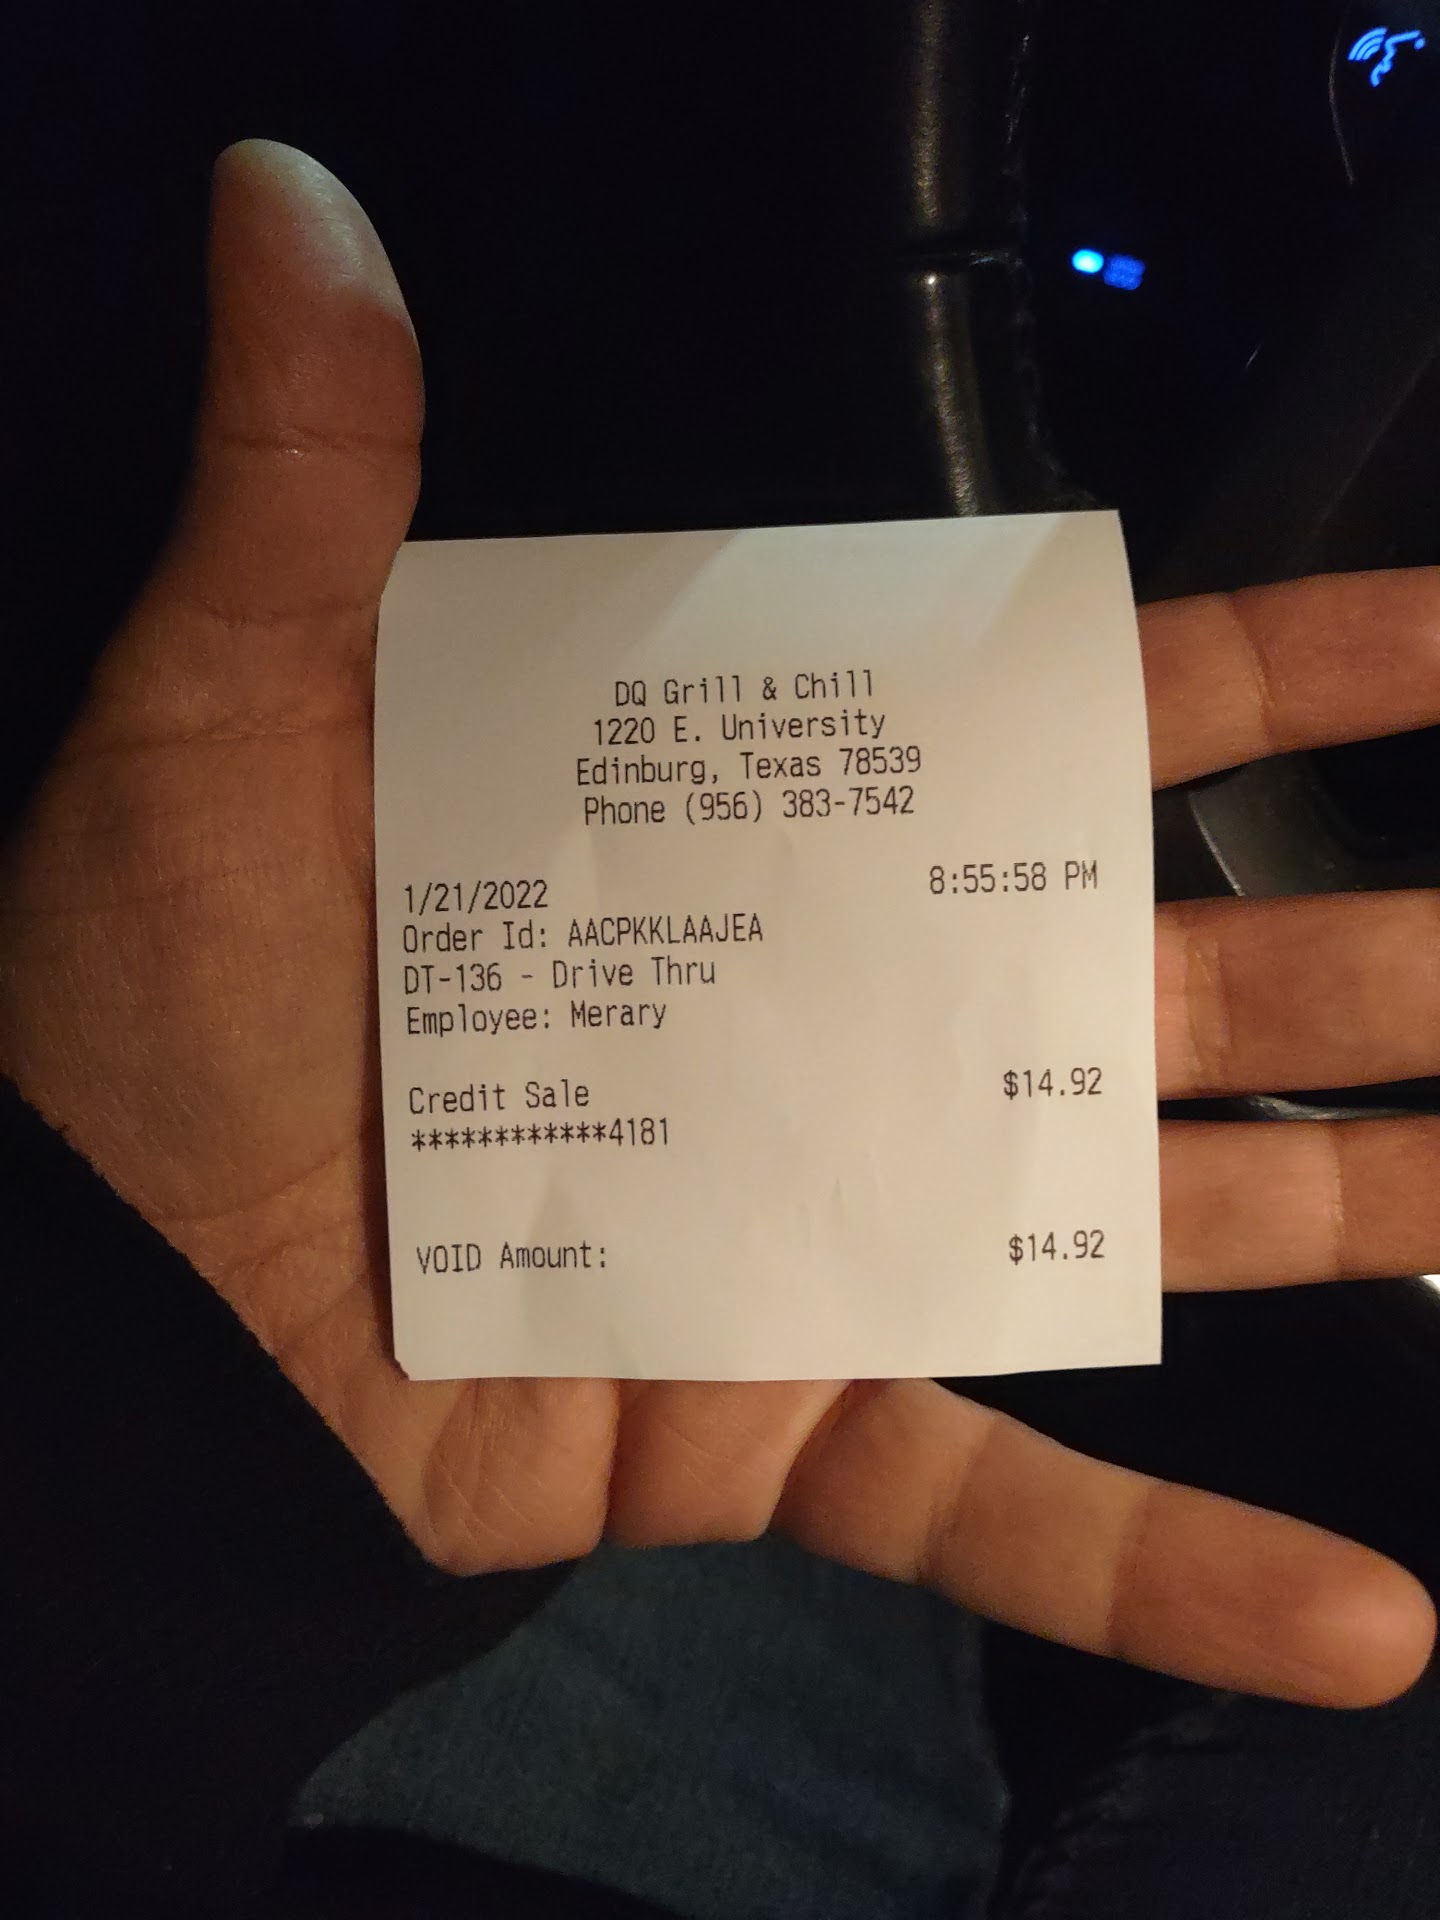 DQ Grill & Chill
1220 E. University
Edinburg, Texas 78539
Phone (956) 383-7542
1/21/2022 8:55:58 PM
Order Id: AACPKKLAAJEA
DT-136 - Drive Thru
Employee: Merary
Credit Sale $14.92
************4181
VOID Amount: $14.92